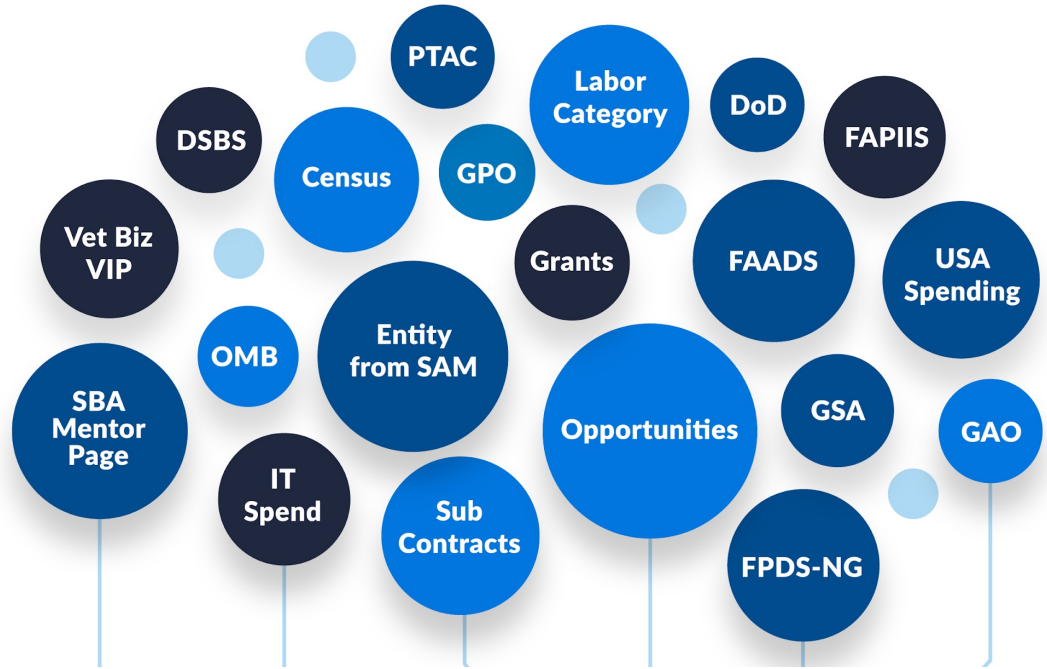 PTAC
Labor
Category
DoD
FAPIIS
DSBS
Census
GPO
Vet Biz
VIP
Grants
FAADS
USA
Spending
OMB
Entity
from SAM
SBA
Mentor
Page
Opportunities
GSA
GAO
IT
Spend
Sub
Contracts
FPDS-NG